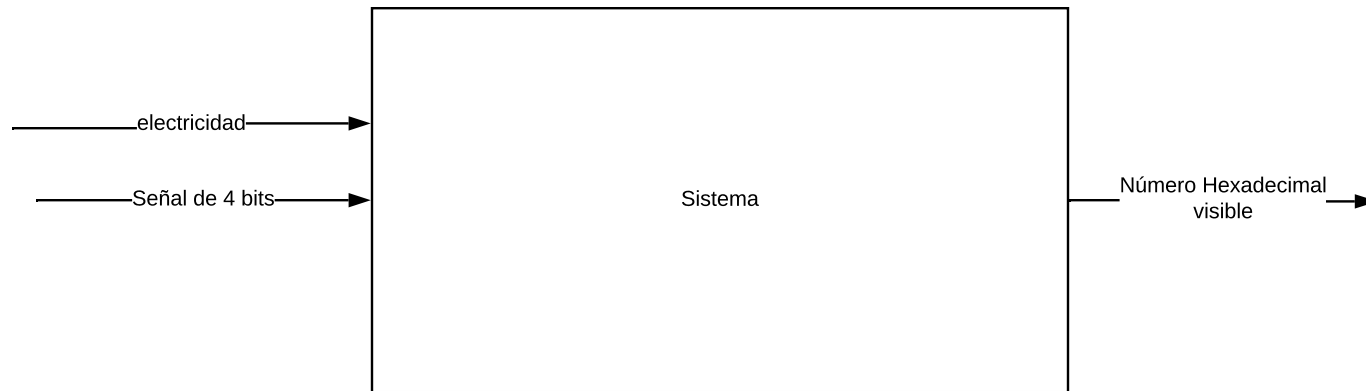 electricidad
Señal de 4 bits
Sistema
Número Hexadecimal
visible